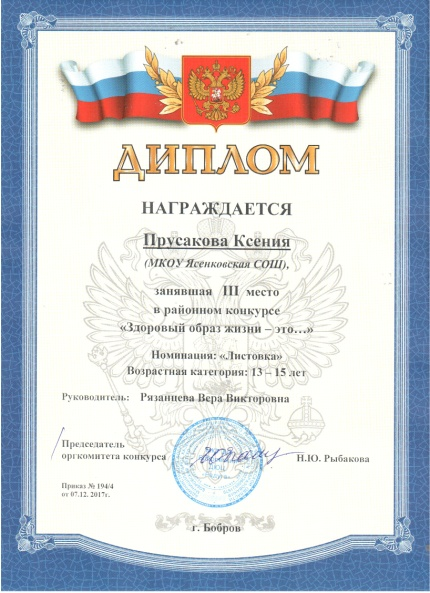 ДИПЛОМ
НАГРАЖДАЕТСЯ
Прусакова Ксения
(МКОУ Ясенковская СОШ),
занявшая III место
в районном конкурсе
«Здоровый образ жизни – это…»
Номинация: «Листовка»
Возрастная категория: 13 – 15 лет
Руководитель: Рязанцева Вера Викторовна
Председатель
оргкомитета конкурса Н.Ю. Рыбакова
Приказ № 194/4
от 07.12. 2017г.
г. Бобров